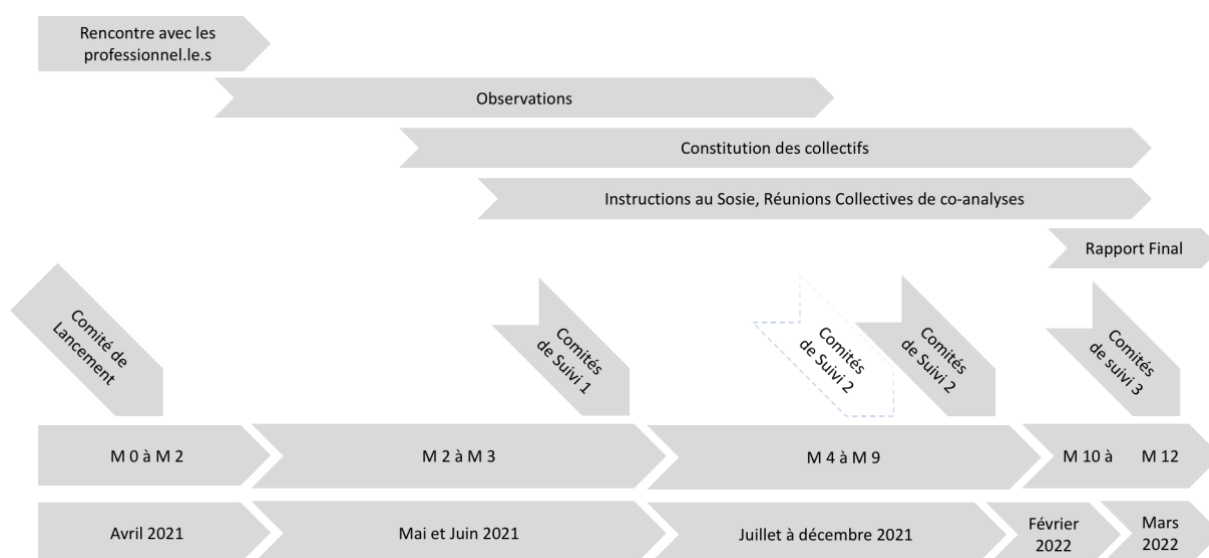 Rencontre avec les
professionnel.le.s
Observations
Constitution des collectifs
Instructions au Sosie, Réunions Collectives de co-analyses
Rapport Final
Comité de
Lancement
Comités
de Suivi 1
Comités
de Suivi 2
Comités
de Suivi 2
Comités
de suivi 3
M 0 à M 2
M 2 à M 3
M 4 à M 9
M 10 à M 12
Avril 2021
Mai et Juin 2021
Juillet à décembre 2021
Février
2022
Mars
2022